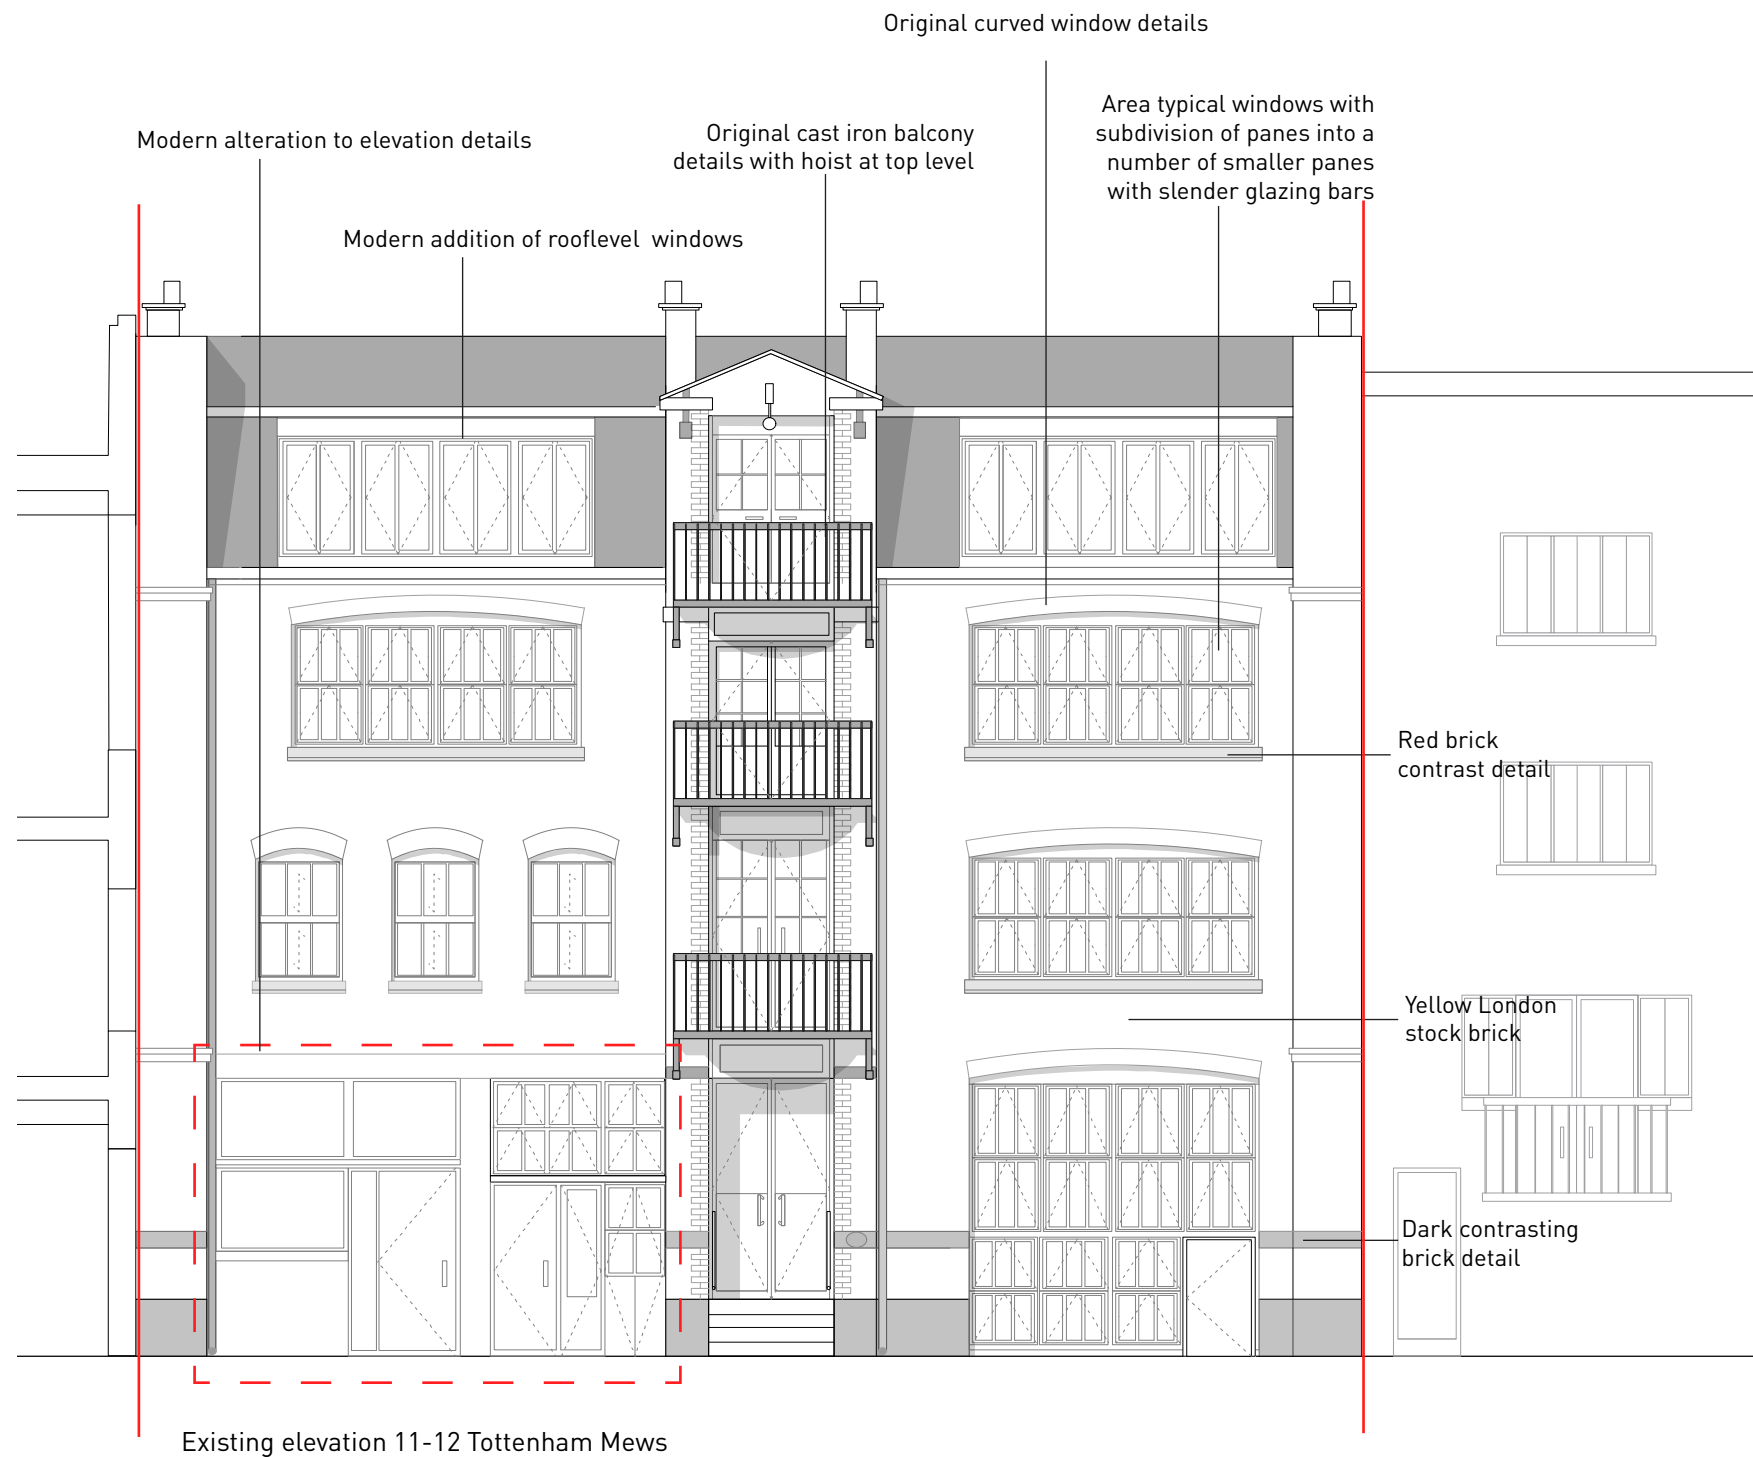 Original curved window details
Area typical windows with
subdivision of panes into a
number of smaller panes
with slender glazing bars
Original cast iron balcony
details with hoist at top level
Modern alteration to elevation details
Modern addition of rooflevel windows
Red brick
contrast detail
Yellow London
stock brick
Dark contrasting
brick detail
Existing elevation 11-12 Tottenham Mews